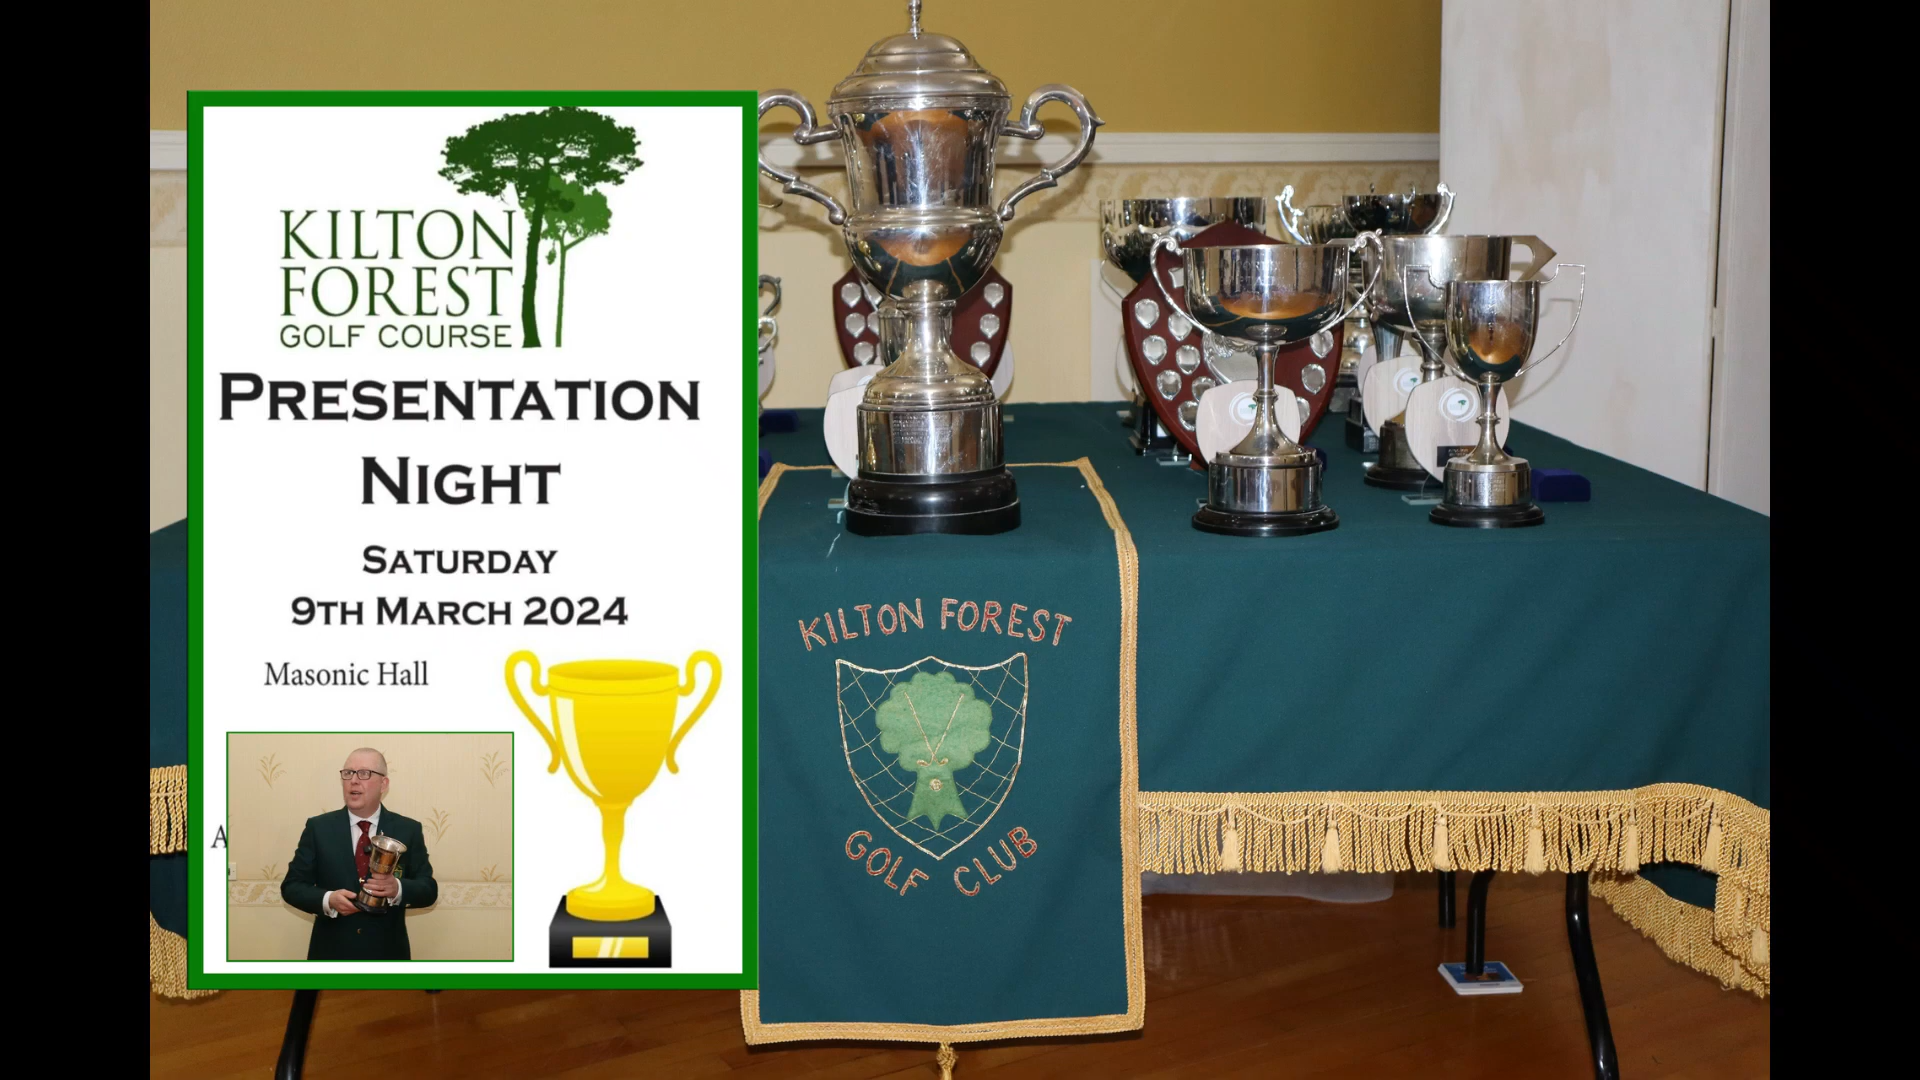 KILTON
FOREST
GOLF COURSE
PRESENTATION
NIGHT
SATURDAY
9TH MARCH 2024
Masonic Hall
A
KILTON FOREST
GOLF CLUB